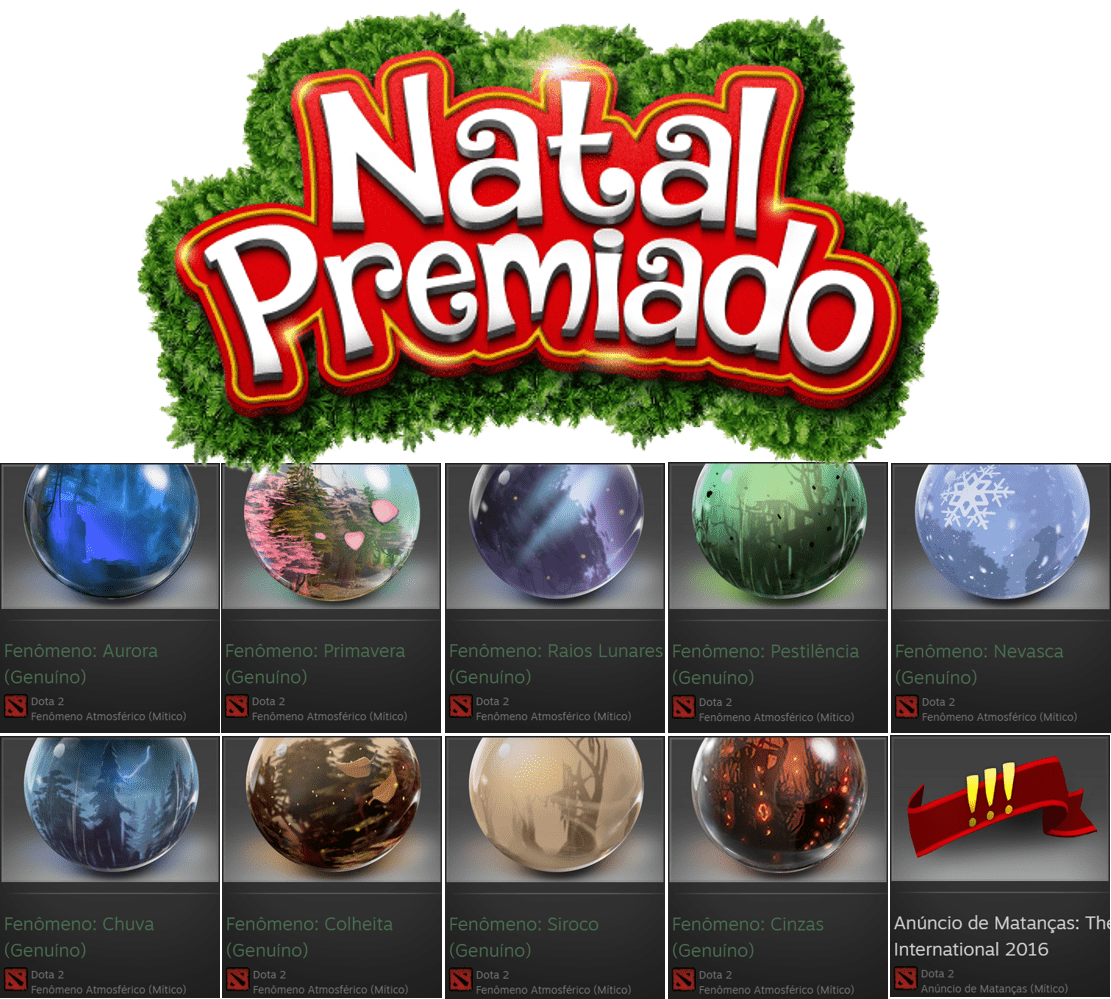 Natal
Premiado
Fenômeno: Aurora
(Genuíno)
Dota 2
Fenômeno Atmosférico (Mítico)
Fenômeno: Primavera
(Genuíno)
Dota 2
Fenômeno Atmosférico (Mítico)
Fenômeno: Raios Lunares
(Genuíno)
Dota 2
Fenômeno Atmosférico (Mítico)
Fenômeno: Pestilência
(Genuíno)
Dota 2
Fenômeno Atmosférico (Mítico)
Fenômeno: Nevasca
(Genuíno)
Dota 2
Fenômeno Atmosférico (Mítico)
Fenômeno: Chuva
(Genuíno)
Dota 2
Fenômeno Atmosférico (Mítico)
Fenômeno: Colheita
(Genuíno)
Dota 2
Fenômeno Atmosférico (Mítico)
Fenômeno: Siroco
(Genuíno)
Dota 2
Fenômeno Atmosférico (Mítico)
Fenômeno: Cinzas
(Genuíno)
Dota 2
Fenômeno Atmosférico (Mítico)
!!!
Anúncio de Matanças: The
International 2016
Dota 2
Anúncio de Matanças (Mítico)